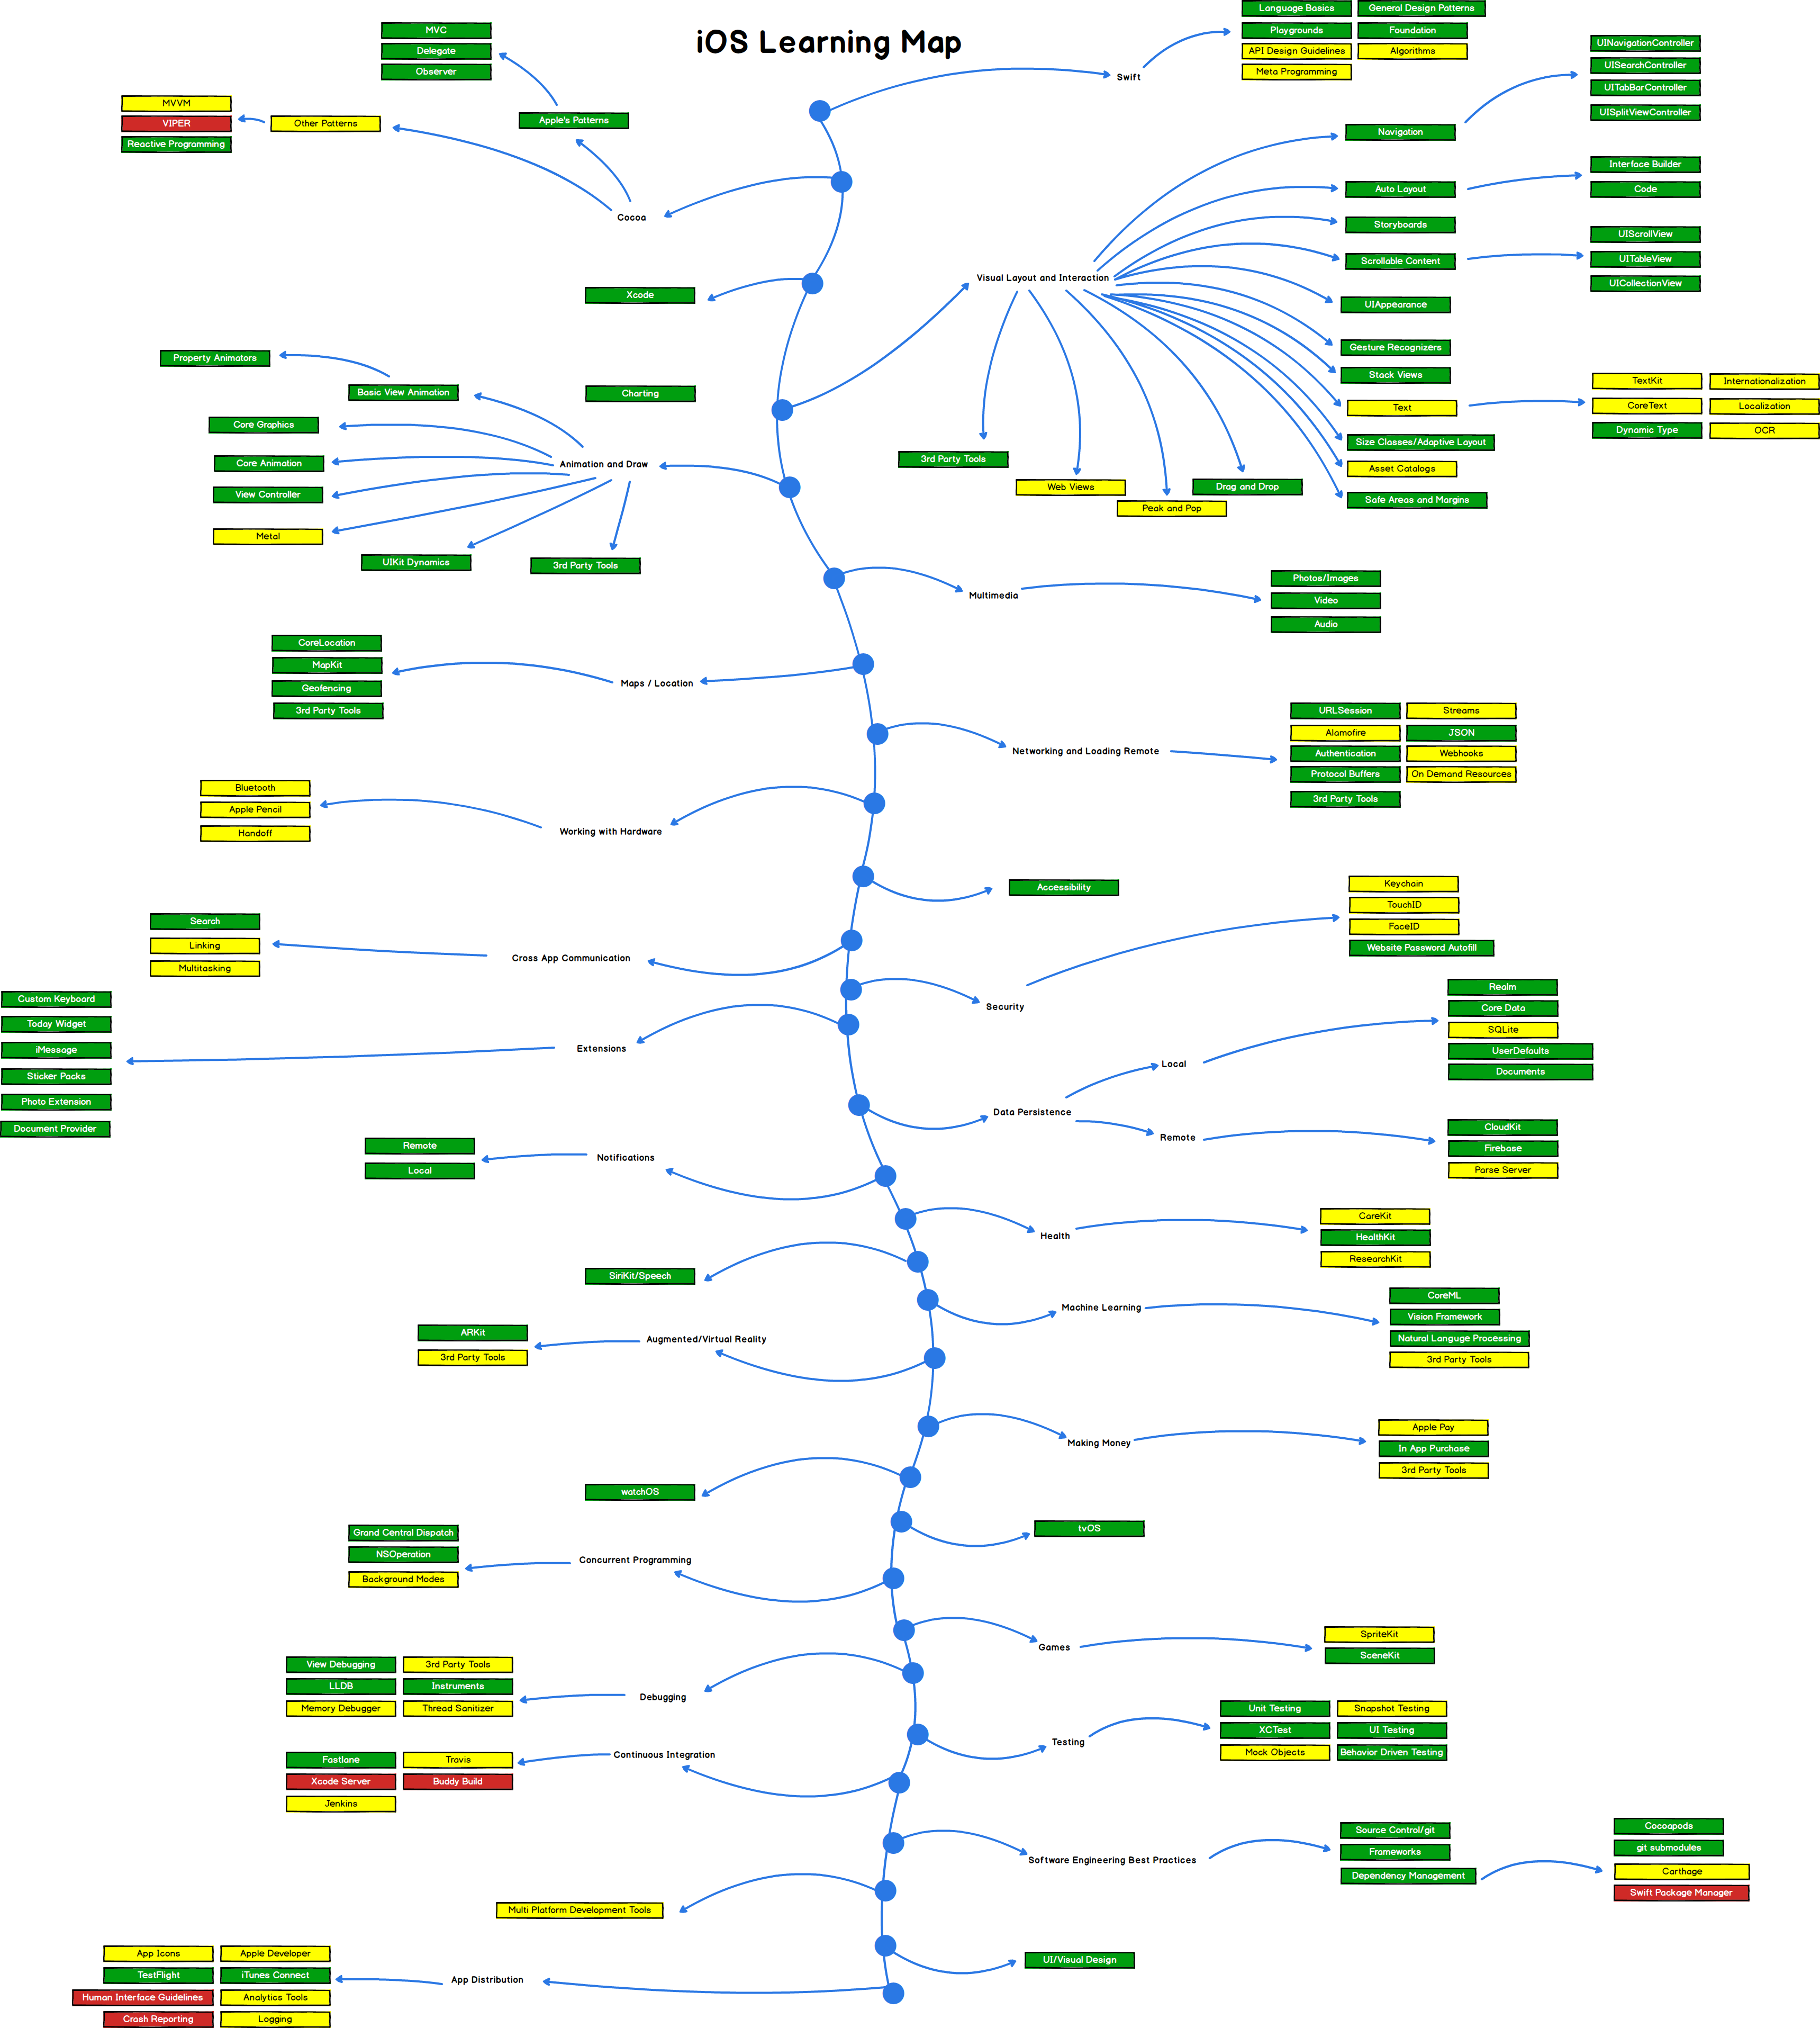 iOS Learning Map
Swift
Language Basics
General Design Patterns
Playgrounds
Foundation
API Design Guidelines
Algorithms
Meta Programming
MVC
Delegate
Observer
Apple's Patterns
MVVM
VIPER
Reactive Programming
Other Patterns
Cocoa
Xcode
Visual Layout and Interaction
Navigation
UINavigationController
UISearchController
UITabBarController
UISplitViewController
Auto Layout
Interface Builder
Code
Storyboards
Scrollable Content
UIScrollView
UITableView
UICollectionView
UIAppearance
Gesture Recognizers
Stack Views
Text
TextKit
Internationalization
CoreText
Localization
Dynamic Type
OCR
Size Classes/Adaptive Layout
Asset Catalogs
Safe Areas and Margins
3rd Party Tools
Web Views
Peak and Pop
Drag and Drop
Charting
Property Animators
Basic View Animation
Core Graphics
Core Animation
View Controller
Metal
UIKit Dynamics
3rd Party Tools
Animation and Draw
Multimedia
Photos/Images
Video
Audio
CoreLocation
MapKit
Geofencing
3rd Party Tools
Maps / Location
Networking and Loading Remote
URLSession
Streams
Alamofire
JSON
Authentication
Webhooks
Protocol Buffers
On Demand Resources
3rd Party Tools
Bluetooth
Apple Pencil
Handoff
Working with Hardware
Accessibility
Search
Linking
Multitasking
Cross App Communication
Security
Keychain
TouchID
FaceID
Website Password Autofill
Custom Keyboard
Today Widget
iMessage
Sticker Packs
Photo Extension
Document Provider
Extensions
Data Persistence
Local
Realm
Core Data
SQLite
UserDefaults
Documents
Remote
CloudKit
Firebase
Parse Server
Remote
Local
Notifications
Health
CareKit
HealthKit
ResearchKit
SiriKit/Speech
Machine Learning
CoreML
Vision Framework
Natural Languge Processing
3rd Party Tools
ARKit
3rd Party Tools
Augmented/Virtual Reality
Making Money
Apple Pay
In App Purchase
3rd Party Tools
watchOS
tvOS
Grand Central Dispatch
NSOperation
Background Modes
Concurrent Programming
Games
SpriteKit
SceneKit
View Debugging
3rd Party Tools
LLDB
Instruments
Memory Debugger
Thread Sanitizer
Debugging
Testing
Unit Testing
Snapshot Testing
XCTest
UI Testing
Mock Objects
Behavior Driven Testing
Fastlane
Travis
Xcode Server
Buddy Build
Jenkins
Continuous Integration
Software Engineering Best Practices
Source Control/git
Frameworks
Dependency Management
Cocoapods
git submodules
Carthage
Swift Package Manager
Multi Platform Development Tools
UI/Visual Design
App Icons
Apple Developer
TestFlight
iTunes Connect
Human Interface Guidelines
Analytics Tools
Crash Reporting
Logging
App Distribution